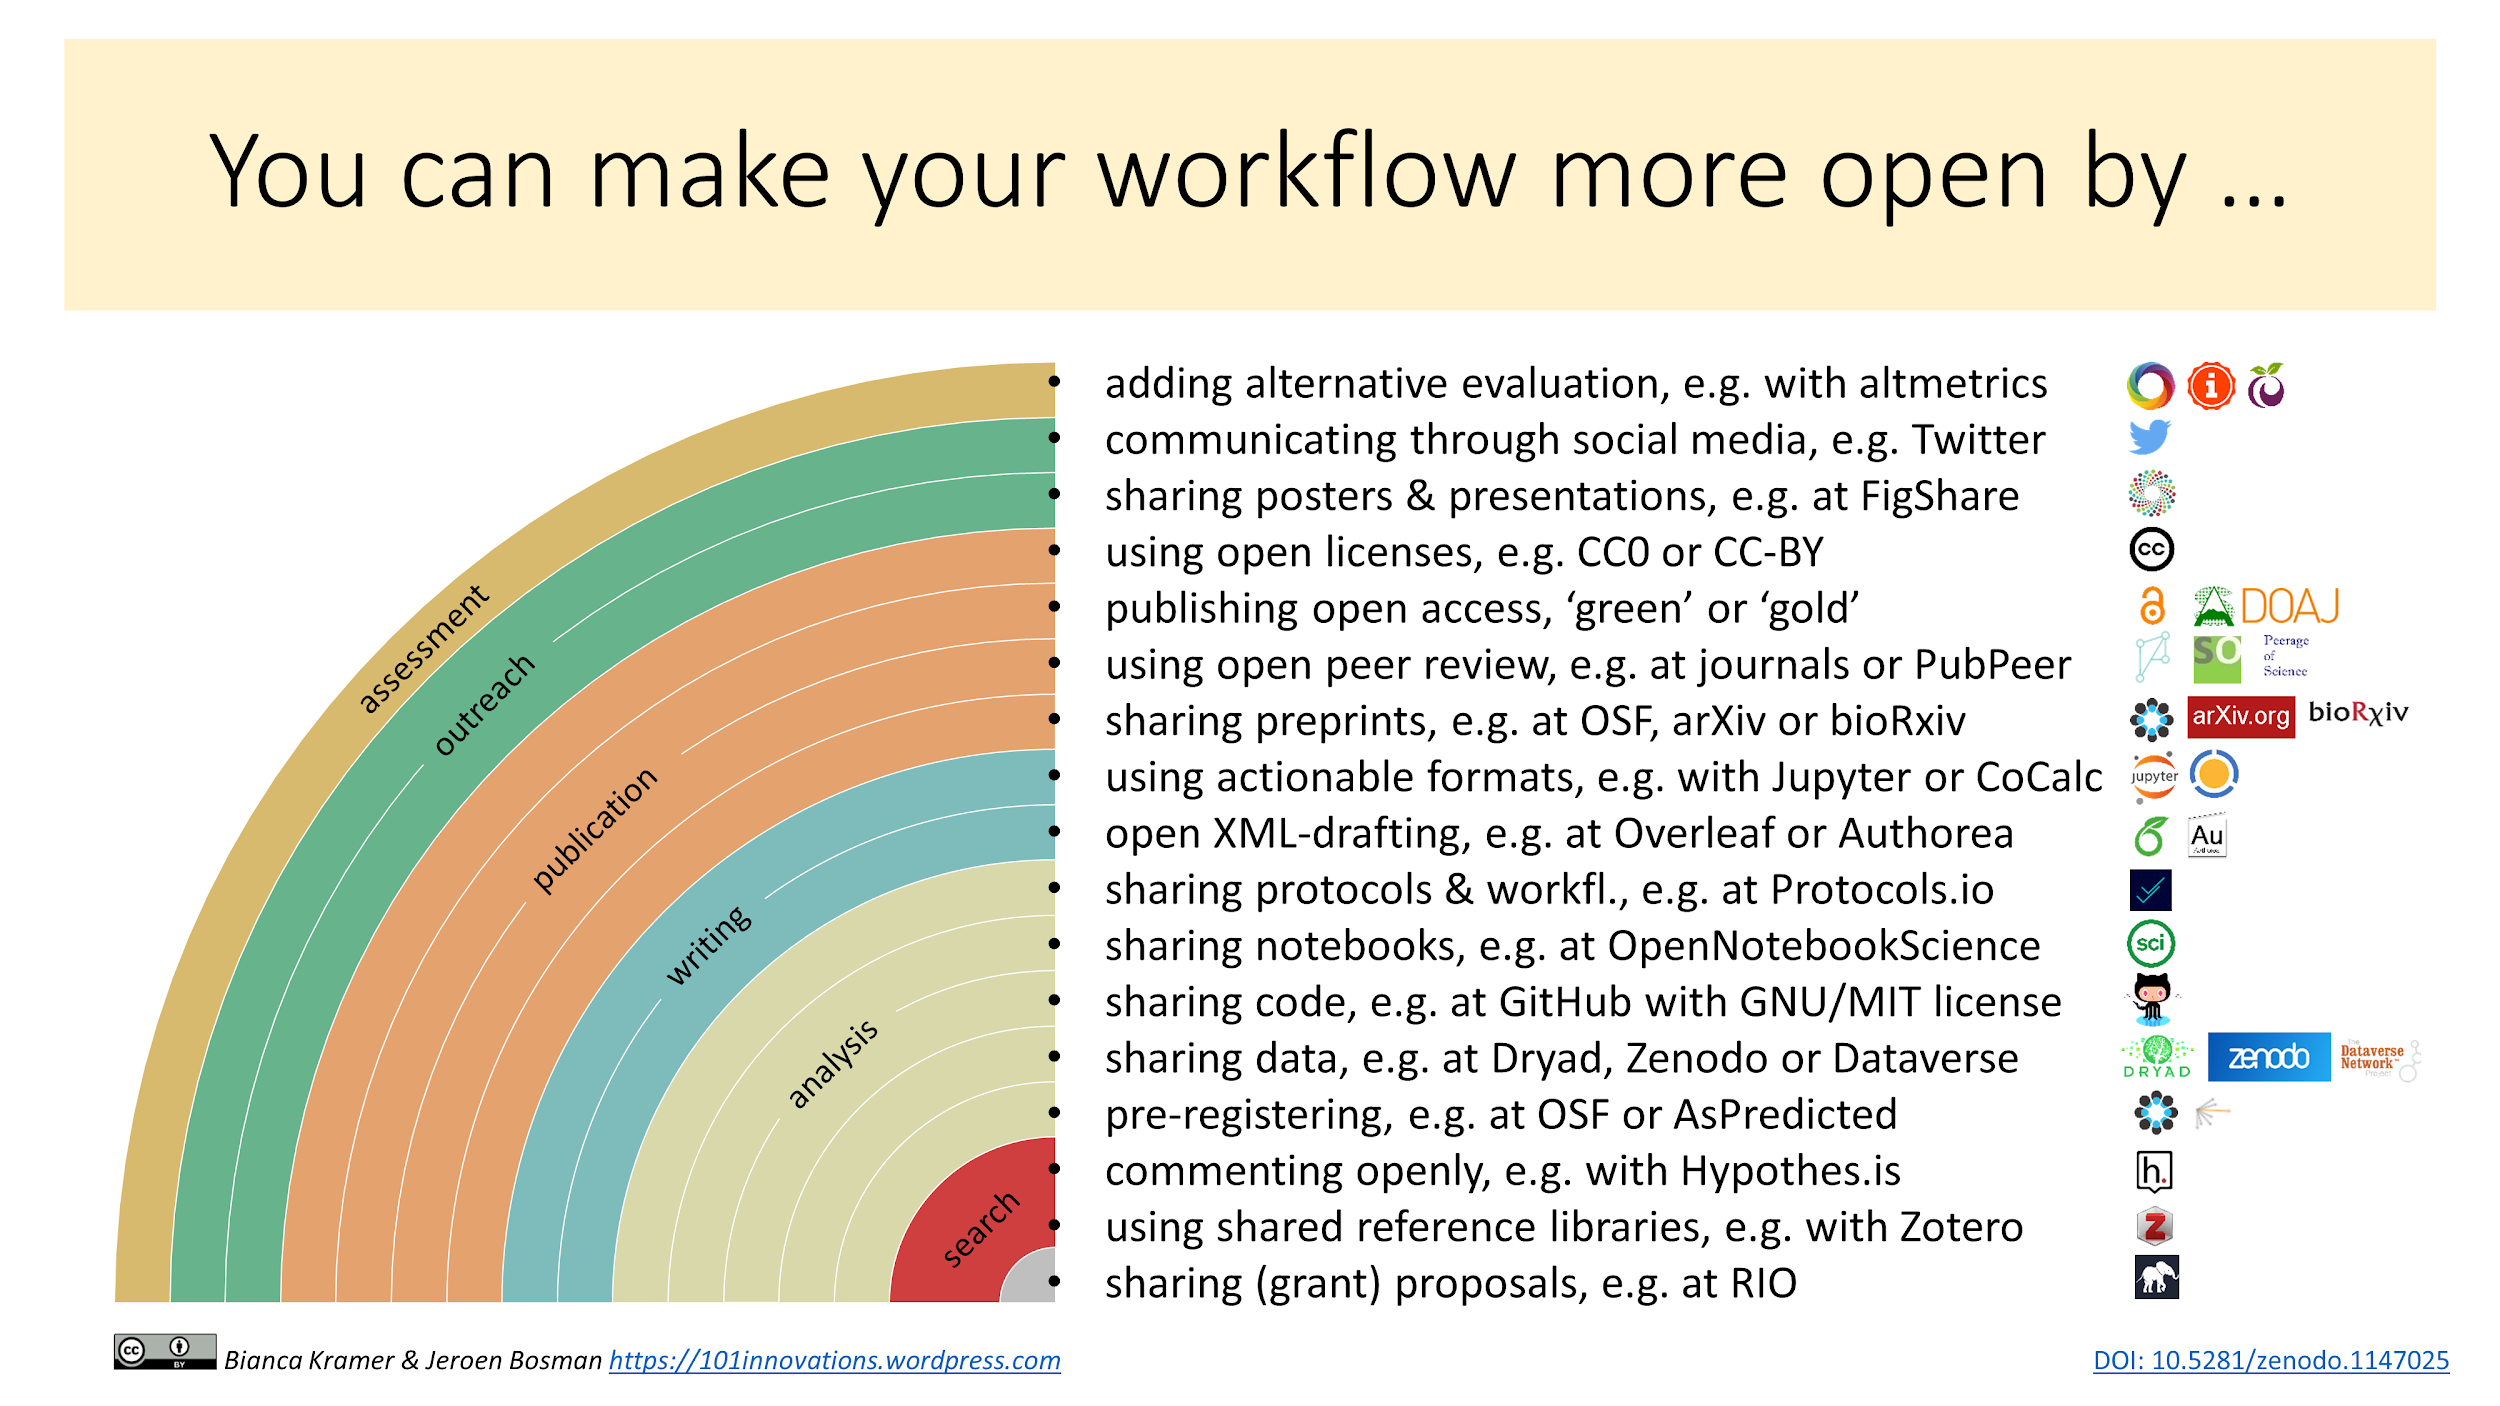 You can make your workflow more open by ...
assessment
outreach
publication
writing
analysis
search
• adding alternative evaluation, e.g. with altmetrics
i
• communicating through social media, e.g. Twitter
• sharing posters & presentations, e.g. at FigShare
• using open licenses, e.g. CC0 or CC-BY
cc
• publishing open access, ‘green’ or ‘gold’
DOAJ
• using open peer review, e.g. at journals or PubPeer
SO
Peerage
of
Science
• sharing preprints, e.g. at OSF, arXiv or bioRxiv
arXiv.org
bioRχiv
• using actionable formats, e.g. with Jupyter or CoCalc
jupyter
• open XML-drafting, e.g. at Overleaf or Authorea
Au
• sharing protocols & workfl., e.g. at Protocols.io
• sharing notebooks, e.g. at OpenNotebookScience
sci
• sharing code, e.g. at GitHub with GNU/MIT license
• sharing data, e.g. at Dryad, Zenodo or Dataverse
DRYAD
zenodo
The
Dataverse
Network™
Project
• pre-registering, e.g. at OSF or AsPredicted
• commenting openly, e.g. with Hypothes.is
h.
• using shared reference libraries, e.g. with Zotero
Z
• sharing (grant) proposals, e.g. at RIO
cc BY
Bianca Kramer & Jeroen Bosman https://101innovations.wordpress.com
DOI: 10.5281/zenodo.1147025